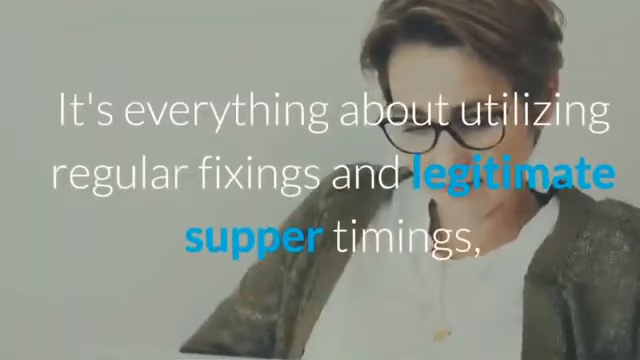 It's everything about utilizing
regular fixings and legitimate
supper timings,